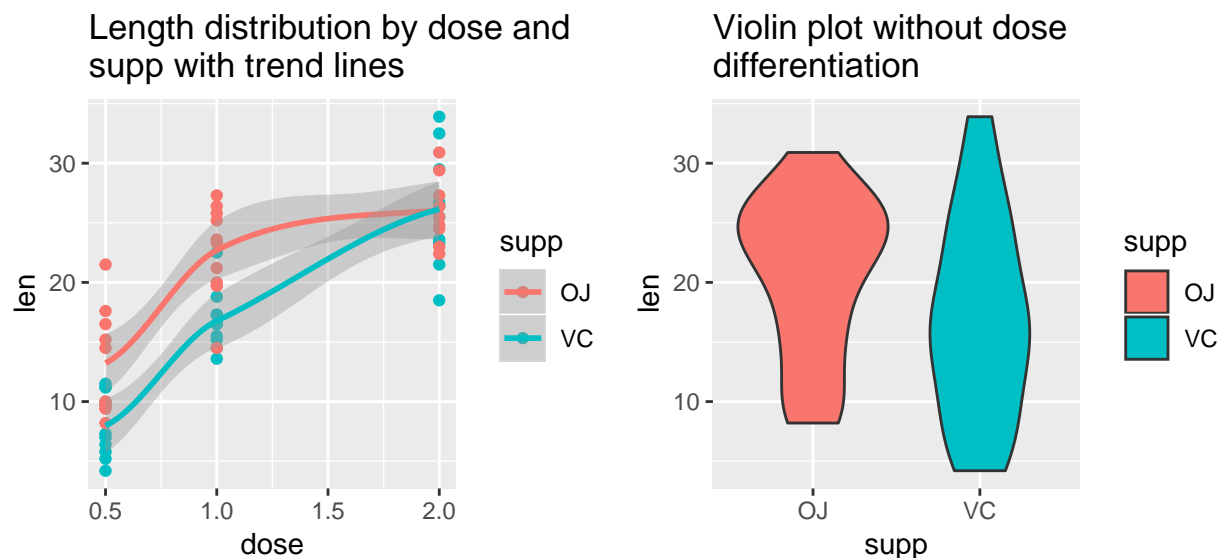 Length distribution by dose and
supp with trend lines
30
20
10
len
0.5 1.0 1.5 2.0
dose
supp
OJ
VC
Violin plot without dose
differentiation
30
20
10
len
OJ VC
supp
supp
OJ
VC